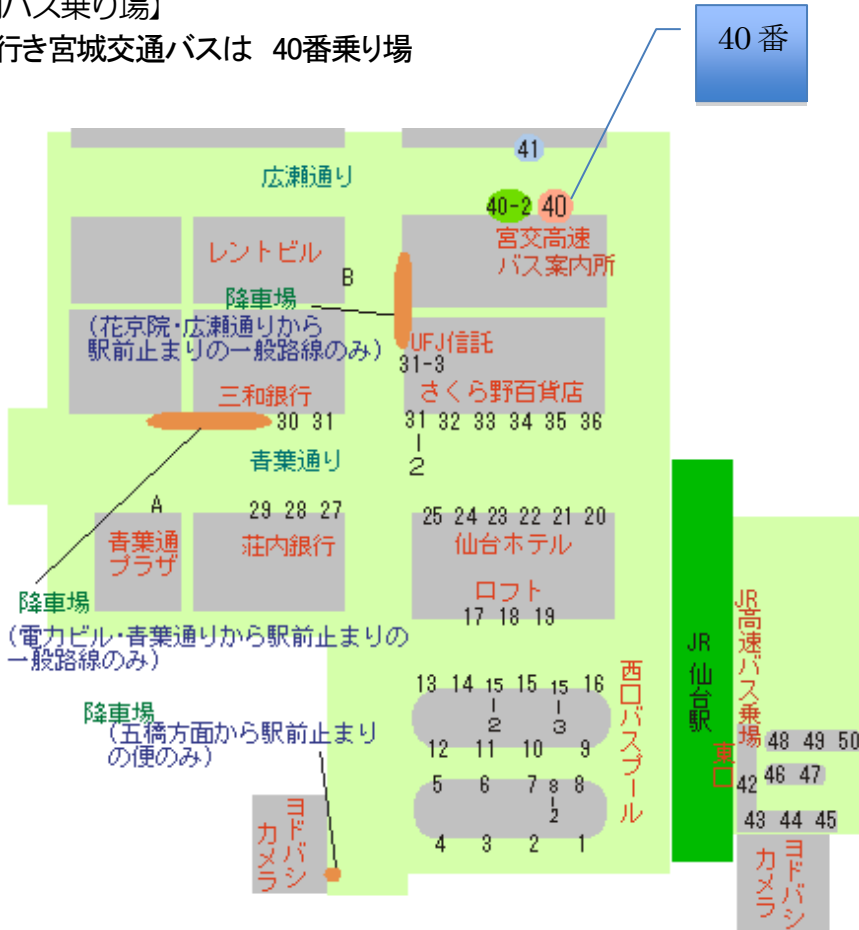 バス乗り場】
行き宮城交通バスは 40番乗り場
40番
41
広瀬通り
40-2 40
宮交高速
バス案内所
レントビル
B
降車場
(花京院・広瀬通りから
駅前止まりの一般路線のみ)
UFJ信託
31-3
さくら野百貨店
三和銀行
30 31
31-2 32 33 34 35 36
青葉通り
A
29 28 27
25 24 23 22 21 20
青葉通
プラザ
荘内銀行
仙台ホテル
ロフト
17 18 19
降車場
(電力ビル・青葉通りから駅前止まりの
一般路線のみ)
JR仙台駅
JR高速バス乗場
西口バスプール
13 14 15-2 15 15-3 16
12 11 10 9
降車場
(五橋方面から駅前止まり
の便のみ)
5 6 7 8-2 8
4 3 2 1
東口
48 49 50
42 46 47
43 44 45
ヨドバシ
カメラ
ヨドバシ
カメラ